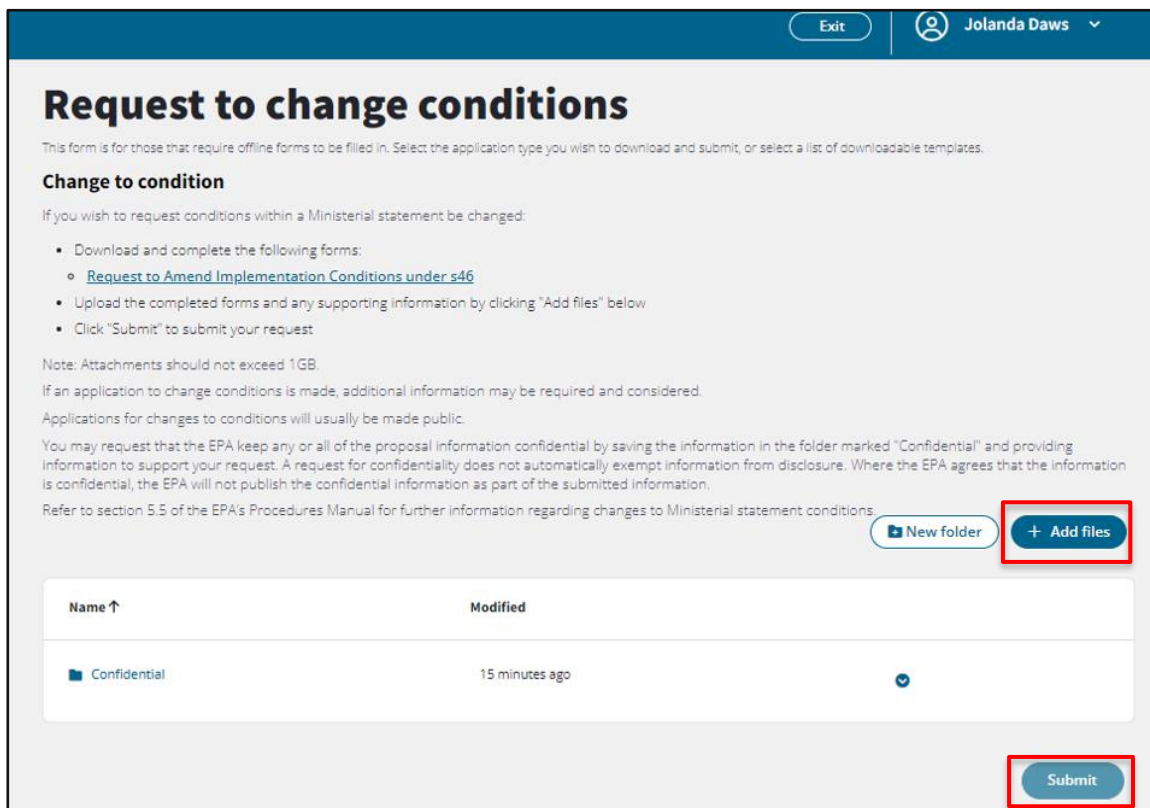 Exit
Jolanda Daws
Request to change conditions
This form is for those that require offline forms to be filled in. Select the application type you wish to download and submit, or select a list of downloadable templates.
Change to condition
If you wish to request conditions within a Ministerial statement be changed:
• Download and complete the following forms:
Request to Amend Implementation Conditions under s46
• Upload the completed forms and any supporting information by clicking "Add files" below
• Click "Submit" to submit your request
Note: Attachments should not exceed 1GB.
If an application to change conditions is made, additional information may be required and considered.
Applications for changes to conditions will usually be made public.
You may request that the EPA keep any or all of the proposal information confidential by saving the information in the folder marked "Confidential" and providing
information to support your request. A request for confidentiality does not automatically exempt information from disclosure. Where the EPA agrees that the information
is confidential, the EPA will not publish the confidential information as part of the submitted information.
Refer to section 5.5 of the EPA's Procedures Manual for further information regarding changes to Ministerial statement conditions.
New folder
+ Add files
Name ↑ Modified
Confidential 15 minutes ago
Submit